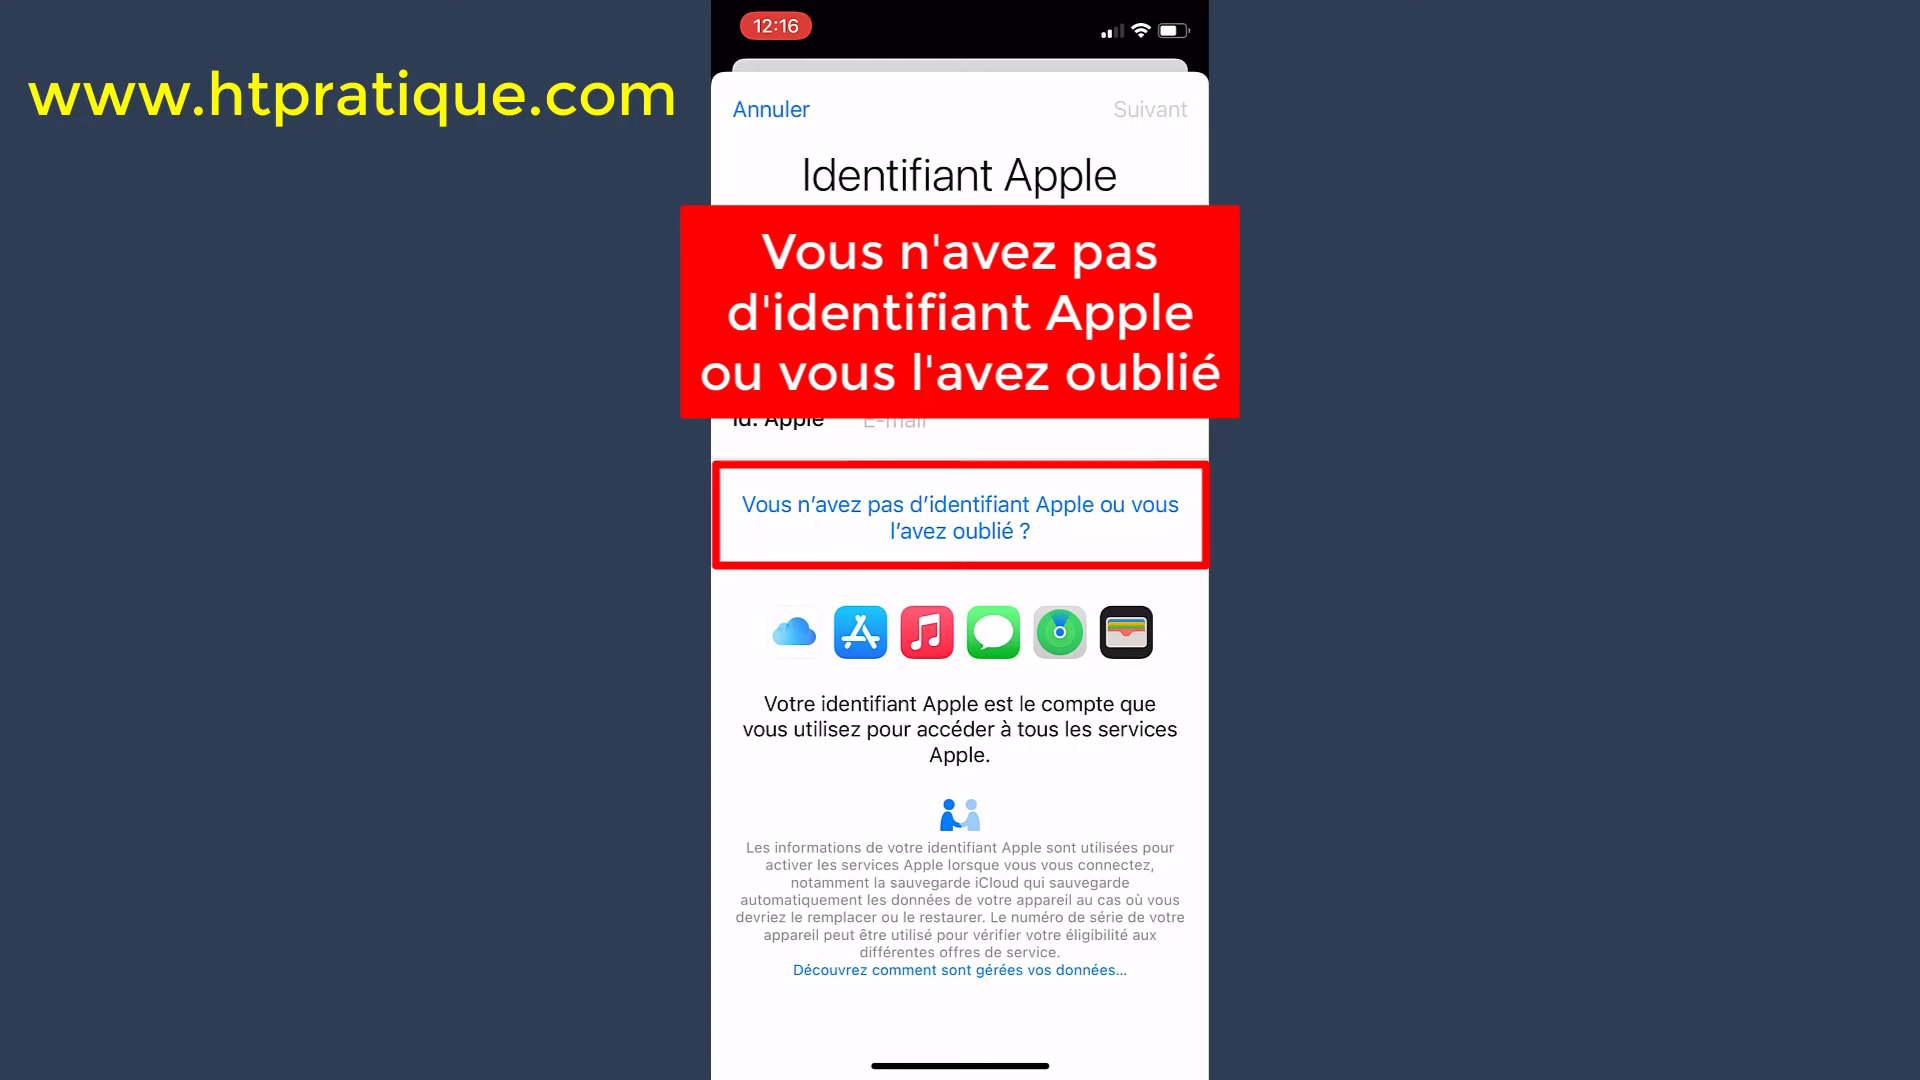 12:16
www.htpratique.com
Annuler
Suivant
Identifiant Apple
Vous n'avez pas
d'identifiant Apple
ou vous l'avez oublié
Id. Apple
E-mail
Vous n’avez pas d’identifiant Apple ou vous
l’avez oublié ?
Votre identifiant Apple est le compte que
vous utilisez pour accéder à tous les services
Apple.
Les informations de votre identifiant Apple sont utilisées pour
activer les services Apple lorsque vous vous connectez,
notamment la sauvegarde iCloud qui sauvegarde
automatiquement les données de votre appareil au cas où vous
devriez le remplacer ou le restaurer. Le numéro de série de votre
appareil peut être utilisé pour vérifier votre éligibilité aux
différentes offres de service.
Découvrez comment sont gérées vos données…